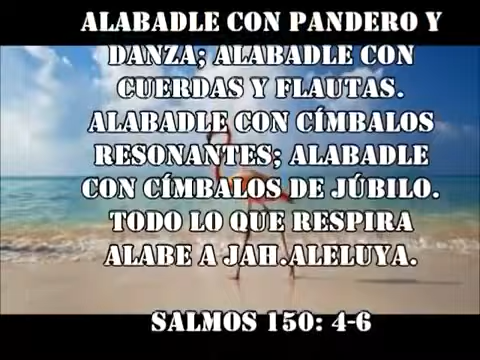 ALABADLE CON PANDERO Y
DANZA; ALABADLE CON
CUERDAS Y FLAUTAS.
ALABADLE CON CÍMBALOS
RESONANTES; ALABADLE
CON CÍMBALOS DE JÚBILO.
TODO LO QUE RESPIRA
ALABE A JAH.ALELUYA.
SALMOS 150: 4-6